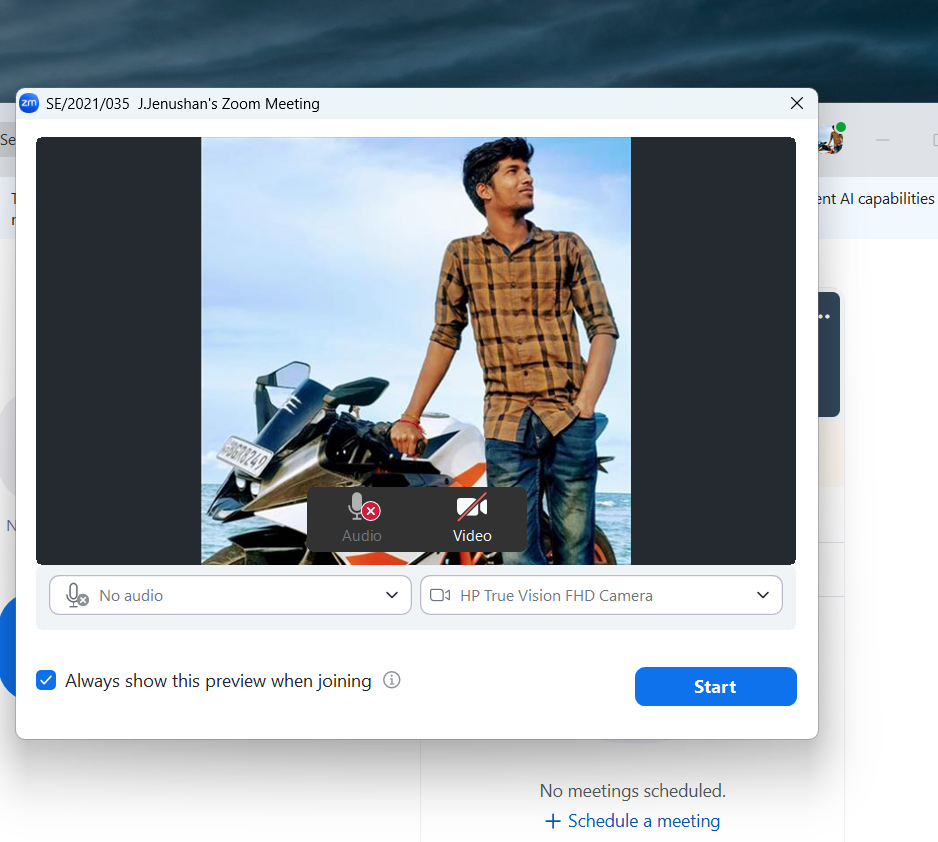 zm SE/2021/035 J.Jenushan's Zoom Meeting
Se
ent AI capabilities
Audio
Video
No audio
HP True Vision FHD Camera
Always show this preview when joining
Start
No meetings scheduled.
+ Schedule a meeting